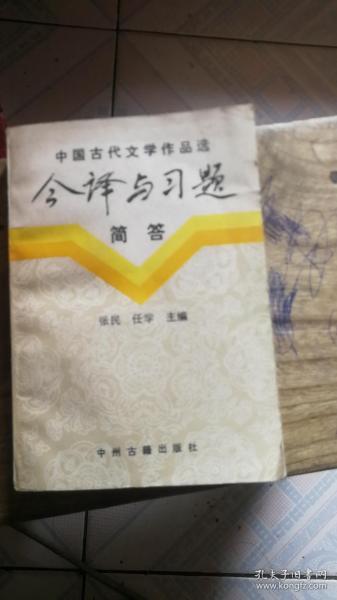 中国古代文学作品选
今译与习题
简答
张民 任学 主编
中州古籍出版社
孔夫子旧书网
www.kongfz.com